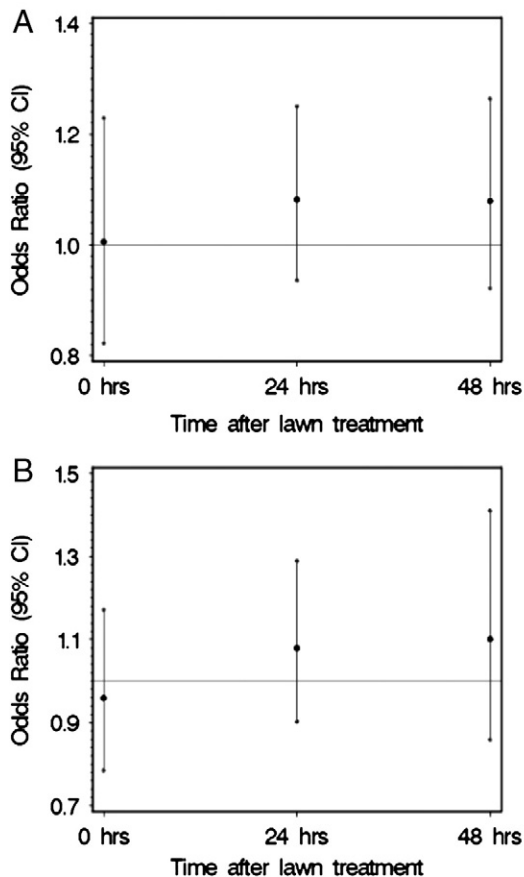 A
1.4
1.2
1.0
0.8
Odds Ratio (95% CI)
0 hrs 24 hrs 48 hrs
Time after lawn treatment
B
1.5
1.3
1.1
0.9
0.7
Odds Ratio (95% CI)
0 hrs 24 hrs 48 hrs
Time after lawn treatment